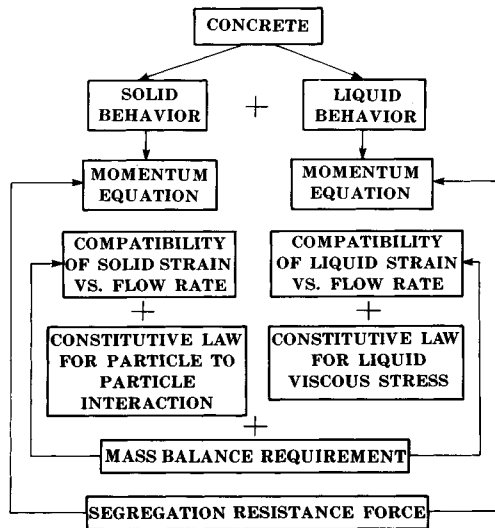 CONCRETE
SOLID
BEHAVIOR
+
LIQUID
BEHAVIOR
MOMENTUM
EQUATION
MOMENTUM
EQUATION
COMPATIBILITY
OF SOLID STRAIN
VS. FLOW RATE
COMPATIBILITY
OF LIQUID STRAIN
VS. FLOW RATE
+
+
CONSTITUTIVE LAW
FOR PARTICLE TO
PARTICLE
INTERACTION
CONSTITUTIVE LAW
FOR LIQUID
VISCOUS STRESS
+
MASS BALANCE REQUIREMENT
SEGREGATION RESISTANCE FORCE